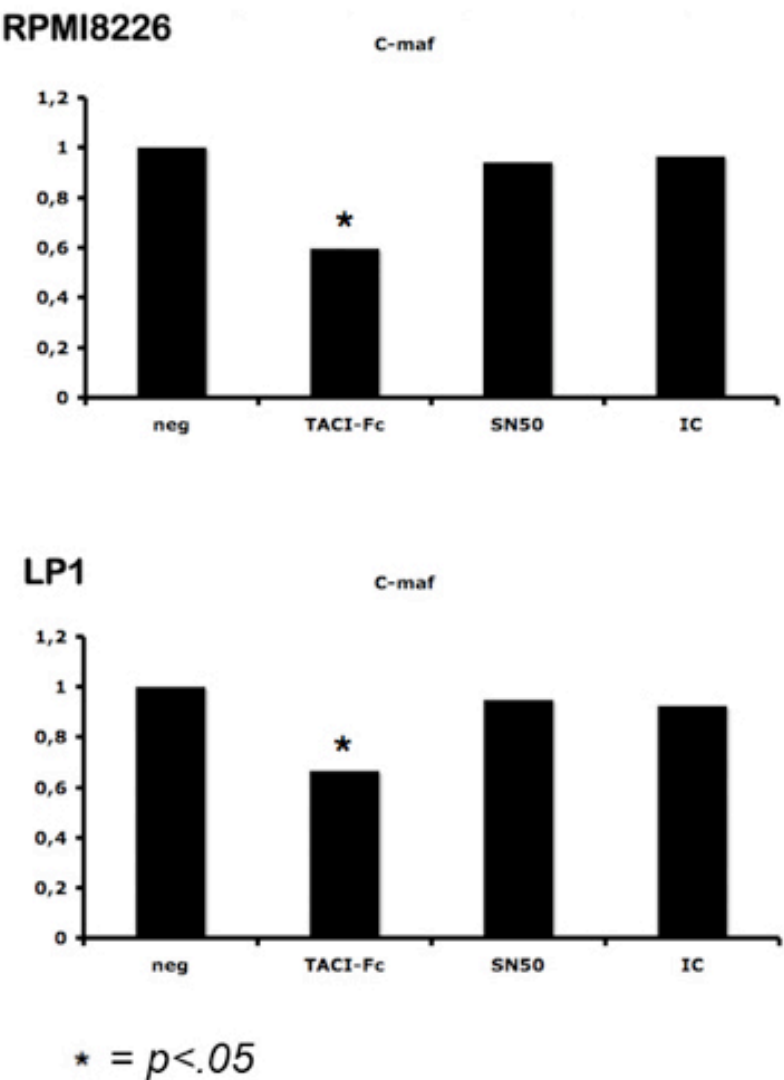 RPMI8226
C-maf
1,2
1
0,8
0,6
*
0,4
0,2
0
neg TACI-Fc SN50 IC
LP1
C-maf
1,2
1
0,8
*
0,6
0,4
0,2
0
neg TACI-Fc SN50 IC
* = p<.05